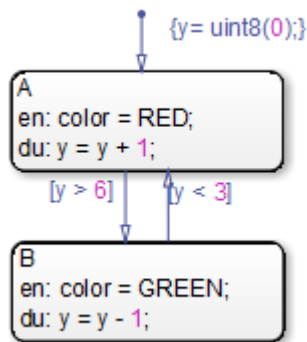 {y= uint8(0);}
A
en: color = RED;
du: y = y + 1;
[y > 6] [y < 3]
B
en: color = GREEN;
du: y = y - 1;